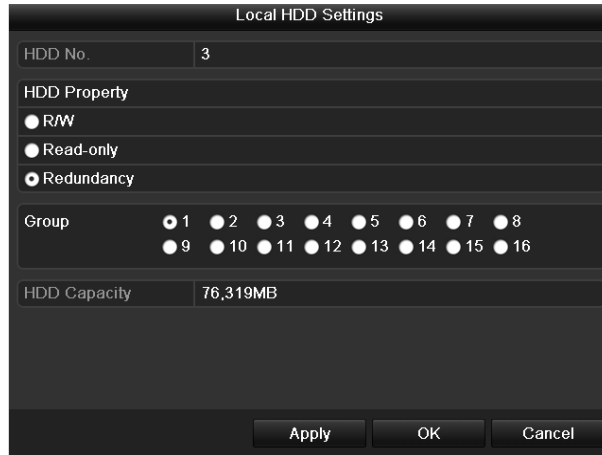 Local HDD Settings
HDD No. 3
HDD Property
R/W
Read-only
Redundancy
Group 1 2 3 4 5 6 7 8
9 10 11 12 13 14 15 16
HDD Capacity 76,319MB
Apply OK Cancel